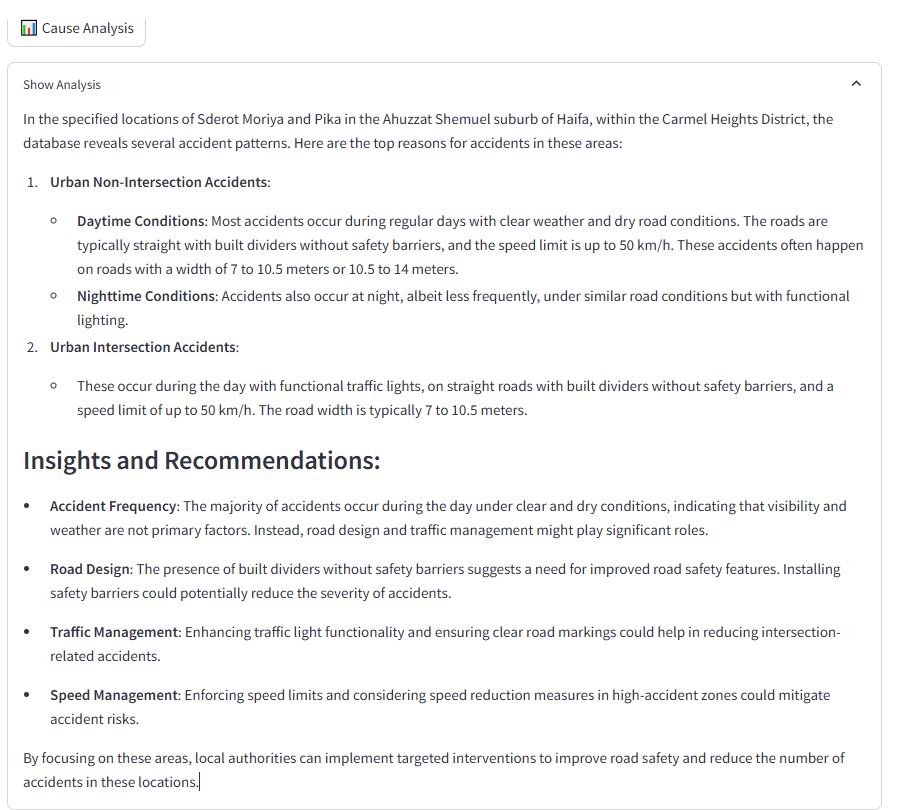 Cause Analysis
Show Analysis
In the specified locations of Sderot Moriya and Pika in the Ahuzzat Shemuel suburb of Haifa, within the Carmel Heights District, the
database reveals several accident patterns. Here are the top reasons for accidents in these areas:
1. Urban Non-Intersection Accidents:
Daytime Conditions: Most accidents occur during regular days with clear weather and dry road conditions. The roads are
typically straight with built dividers without safety barriers, and the speed limit is up to 50 km/h. These accidents often happen
on roads with a width of 7 to 10.5 meters or 10.5 to 14 meters.
Nighttime Conditions: Accidents also occur at night, albeit less frequently, under similar road conditions but with functional
lighting.
2. Urban Intersection Accidents:
These occur during the day with functional traffic lights, on straight roads with built dividers without safety barriers, and a
speed limit of up to 50 km/h. The road width is typically 7 to 10.5 meters.
Insights and Recommendations:
Accident Frequency: The majority of accidents occur during the day under clear and dry conditions, indicating that visibility and
weather are not primary factors. Instead, road design and traffic management might play significant roles.
Road Design: The presence of built dividers without safety barriers suggests a need for improved road safety features. Installing
safety barriers could potentially reduce the severity of accidents.
Traffic Management: Enhancing traffic light functionality and ensuring clear road markings could help in reducing intersection-
related accidents.
Speed Management: Enforcing speed limits and considering speed reduction measures in high-accident zones could mitigate
accident risks.
By focusing on these areas, local authorities can implement targeted interventions to improve road safety and reduce the number of
accidents in these locations.